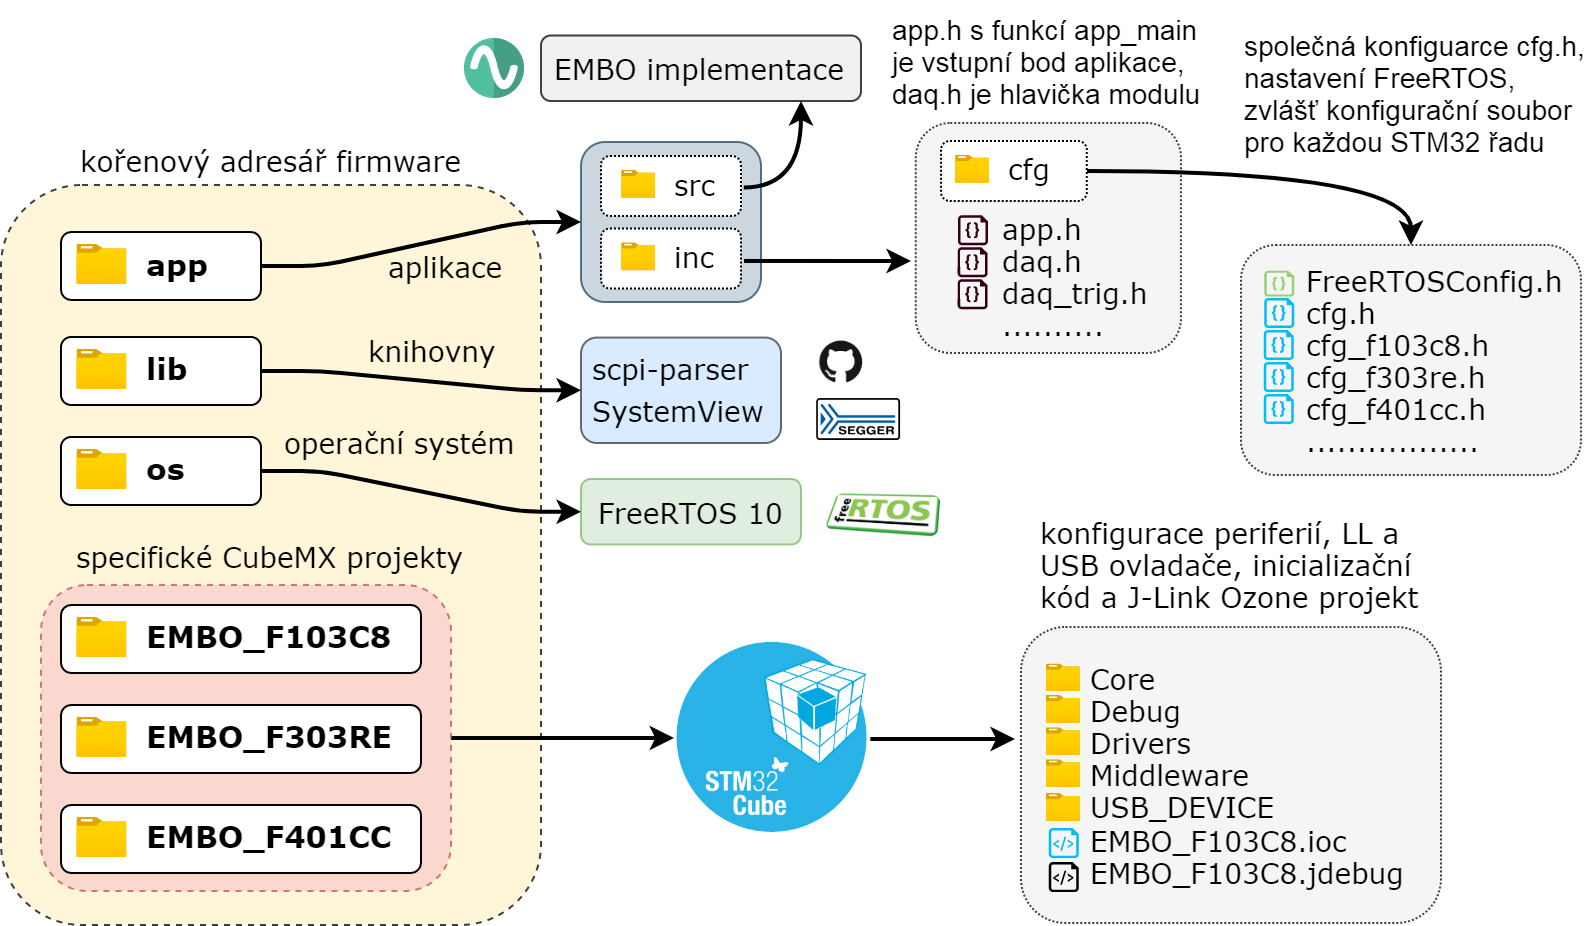 kořenový adresář firmware
app
aplikace
lib
knihovny
os
operační systém
specifické CubeMX projekty
EMBO_F103C8
EMBO_F303RE
EMBO_F401CC
EMBO implementace
src
inc
scpi-parser
SystemView
SEGGER
FreeRTOS 10
free
RTOS
STM32
Cube
app.h s funkcí app_main
je vstupní bod aplikace,
daq.h je hlavička modulu
cfg
{} app.h
{} daq.h
{} daq_trig.h
..........
společná konfiguarce cfg.h,
nastavení FreeRTOS,
zvlášť konfigurační soubor
pro každou STM32 řadu
{} FreeRTOSConfig.h
{} cfg.h
{} cfg_f103c8.h
{} cfg_f303re.h
{} cfg_f401cc.h
.................
konfigurace periferií, LL a
USB ovladače, inicializační
kód a J-Link Ozone projekt
Core
Debug
Drivers
Middleware
USB_DEVICE
</> EMBO_F103C8.ioc
</> EMBO_F103C8.jdebug